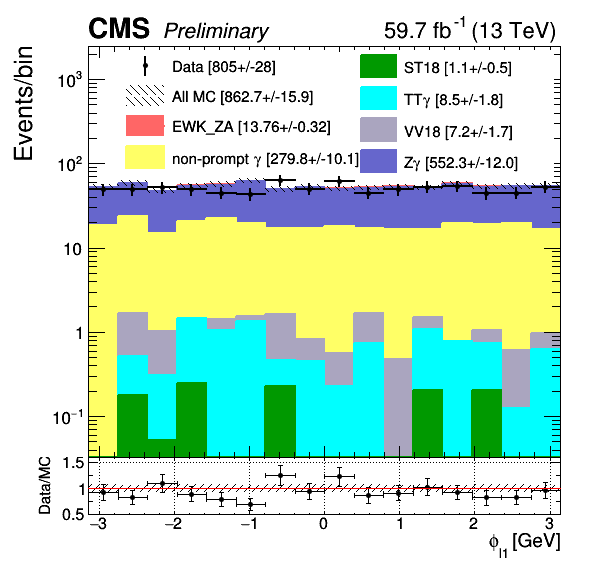 CMS Preliminary 59.7 fb⁻¹ (13 TeV)
Events/bin
Data [805+/-28]
All MC [862.7+/-15.9]
EWK_ZA [13.76+/-0.32]
non-prompt γ [279.8+/-10.1]
ST18 [1.1+/-0.5]
TTγ [8.5+/-1.8]
VV18 [7.2+/-1.7]
Zγ [552.3+/-12.0]
10³
10²
10
1
10⁻¹
Data/MC
1.5
1
0.5
−3 −2 −1 0 1 2 3
ϕ_l1 [GeV]